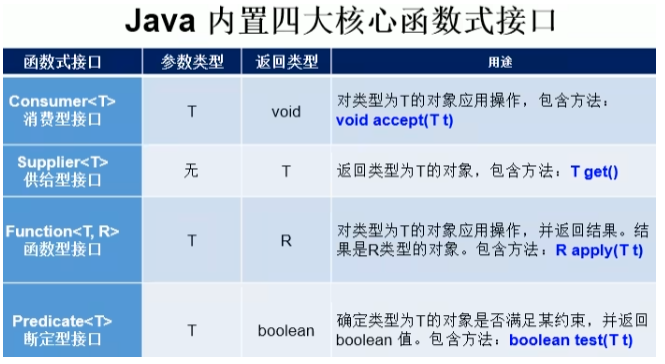 Java 内置四大核心函数式接口
函数式接口 参数类型 返回类型 用途
Consumer<T>
消费型接口
T
void
对类型为T的对象应用操作，包含方法：
void accept(T t)
Supplier<T>
供给型接口
无
T
返回类型为T的对象，包含方法：T get()
Function<T, R>
函数型接口
T
R
对类型为T的对象应用操作，并返回结果。结
果是R类型的对象。包含方法：R apply(T t)
Predicate<T>
断定型接口
T
boolean
确定类型为T的对象是否满足某约束，并返回
boolean 值。包含方法：boolean test(T t)